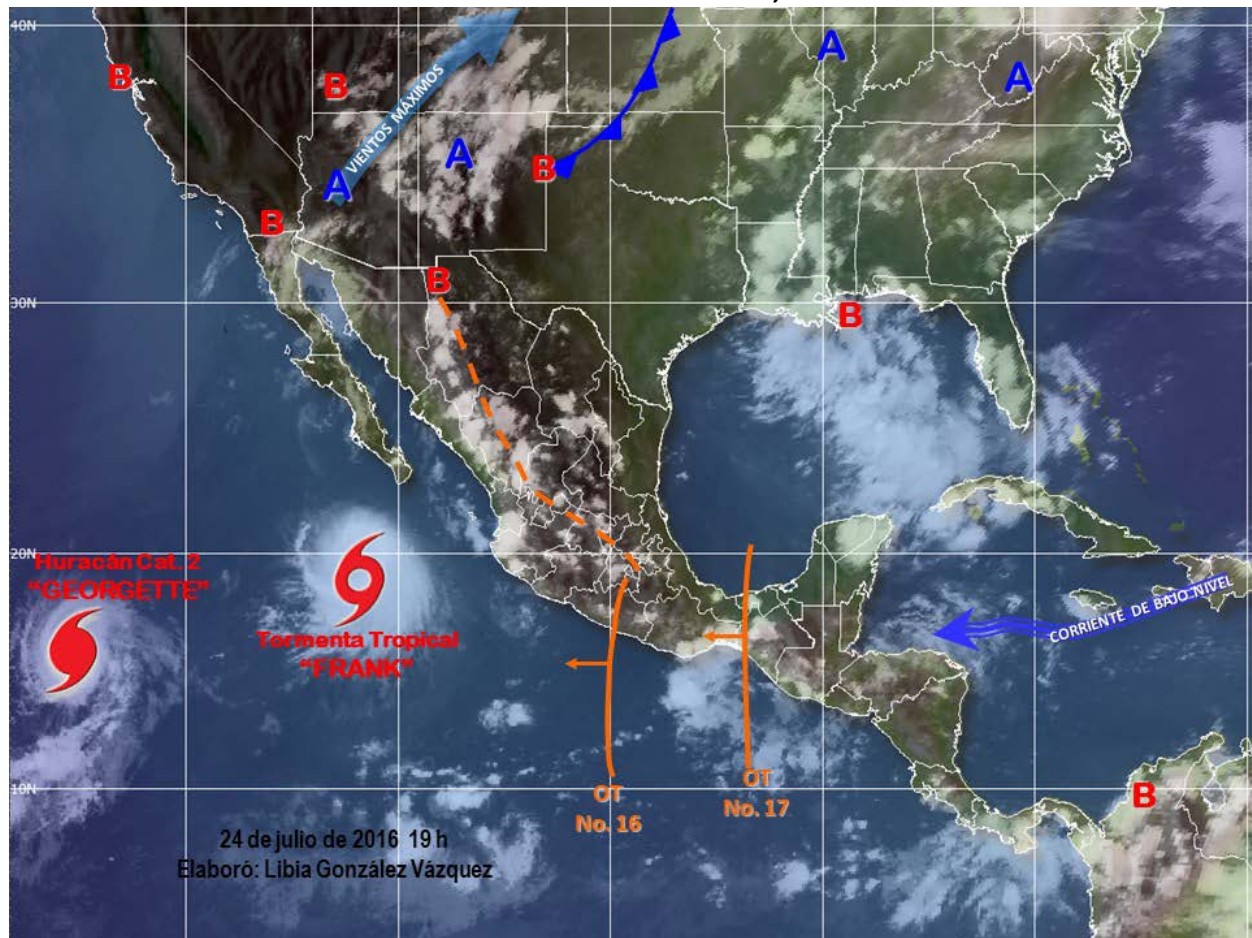 40N
B
B
VIENTOS MÁXIMOS
A
A
B
A
A
B
B
30N
B
20N
Huracán Cat. 2
“GEORGETTE”
Tormenta Tropical
“FRANK”
CORRIENTE DE BAJO NIVEL
10N
OT
No. 16
OT
No. 17
B
24 de julio de 2016 19 h
Elaboró: Libia González Vázquez